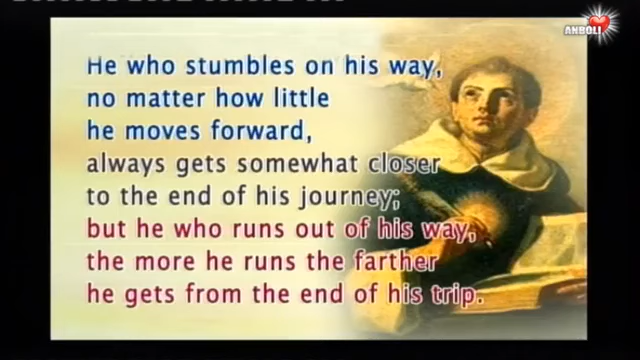 ANBOLI
He who stumbles on his way,
no matter how little
he moves forward,
always gets somewhat closer
to the end of his journey;
but he who runs out of his way,
the more he runs the farther
he gets from the end of his trip.